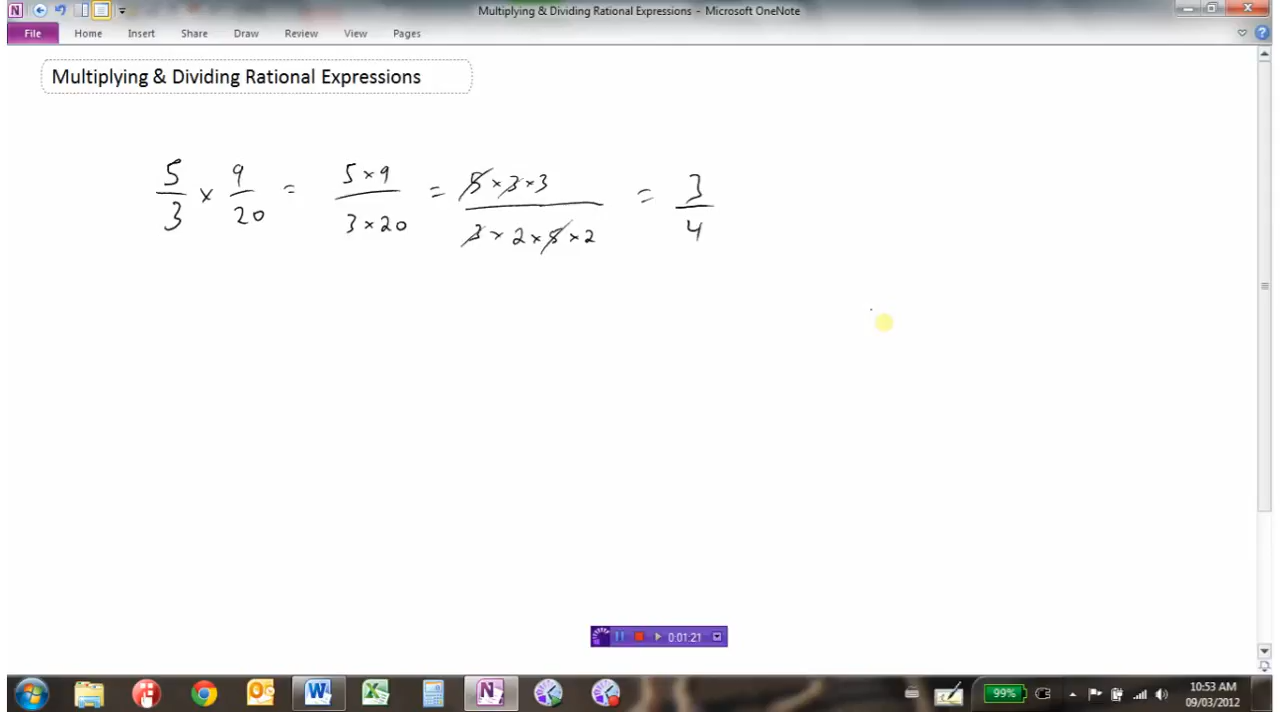 Multiplying & Dividing Rational Expressions - Microsoft OneNote
File Home Insert Share Draw Review View Pages
Multiplying & Dividing Rational Expressions
5/3 × 9/20 = 5×9/3×20 = 5×3×3/3×2×5×2 = 3/4
0:01:21
99%
10:53 AM
09/03/2012